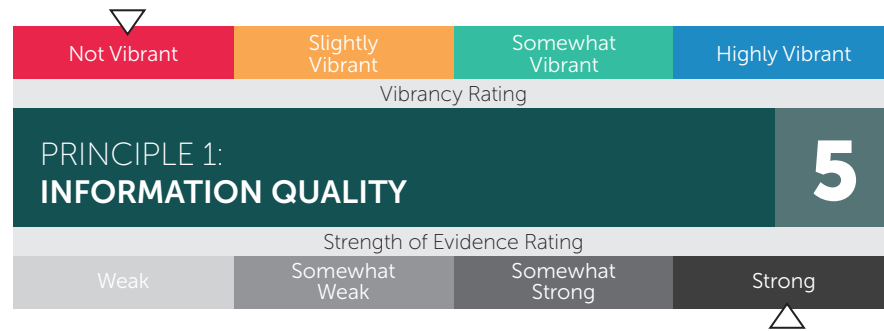 Not Vibrant
Slightly
Vibrant
Somewhat
Vibrant
Highly Vibrant
Vibrancy Rating
PRINCIPLE 1:
INFORMATION QUALITY
5
Strength of Evidence Rating
Weak
Somewhat
Weak
Somewhat
Strong
Strong